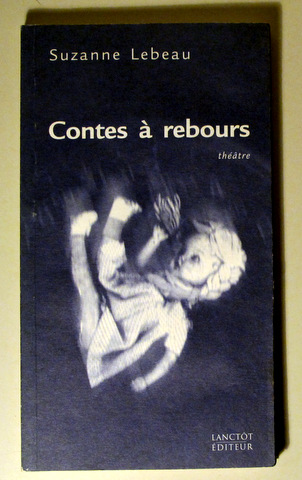 Suzanne Lebeau
Contes à rebours
théâtre
LANCTÔT
ÉDITEUR